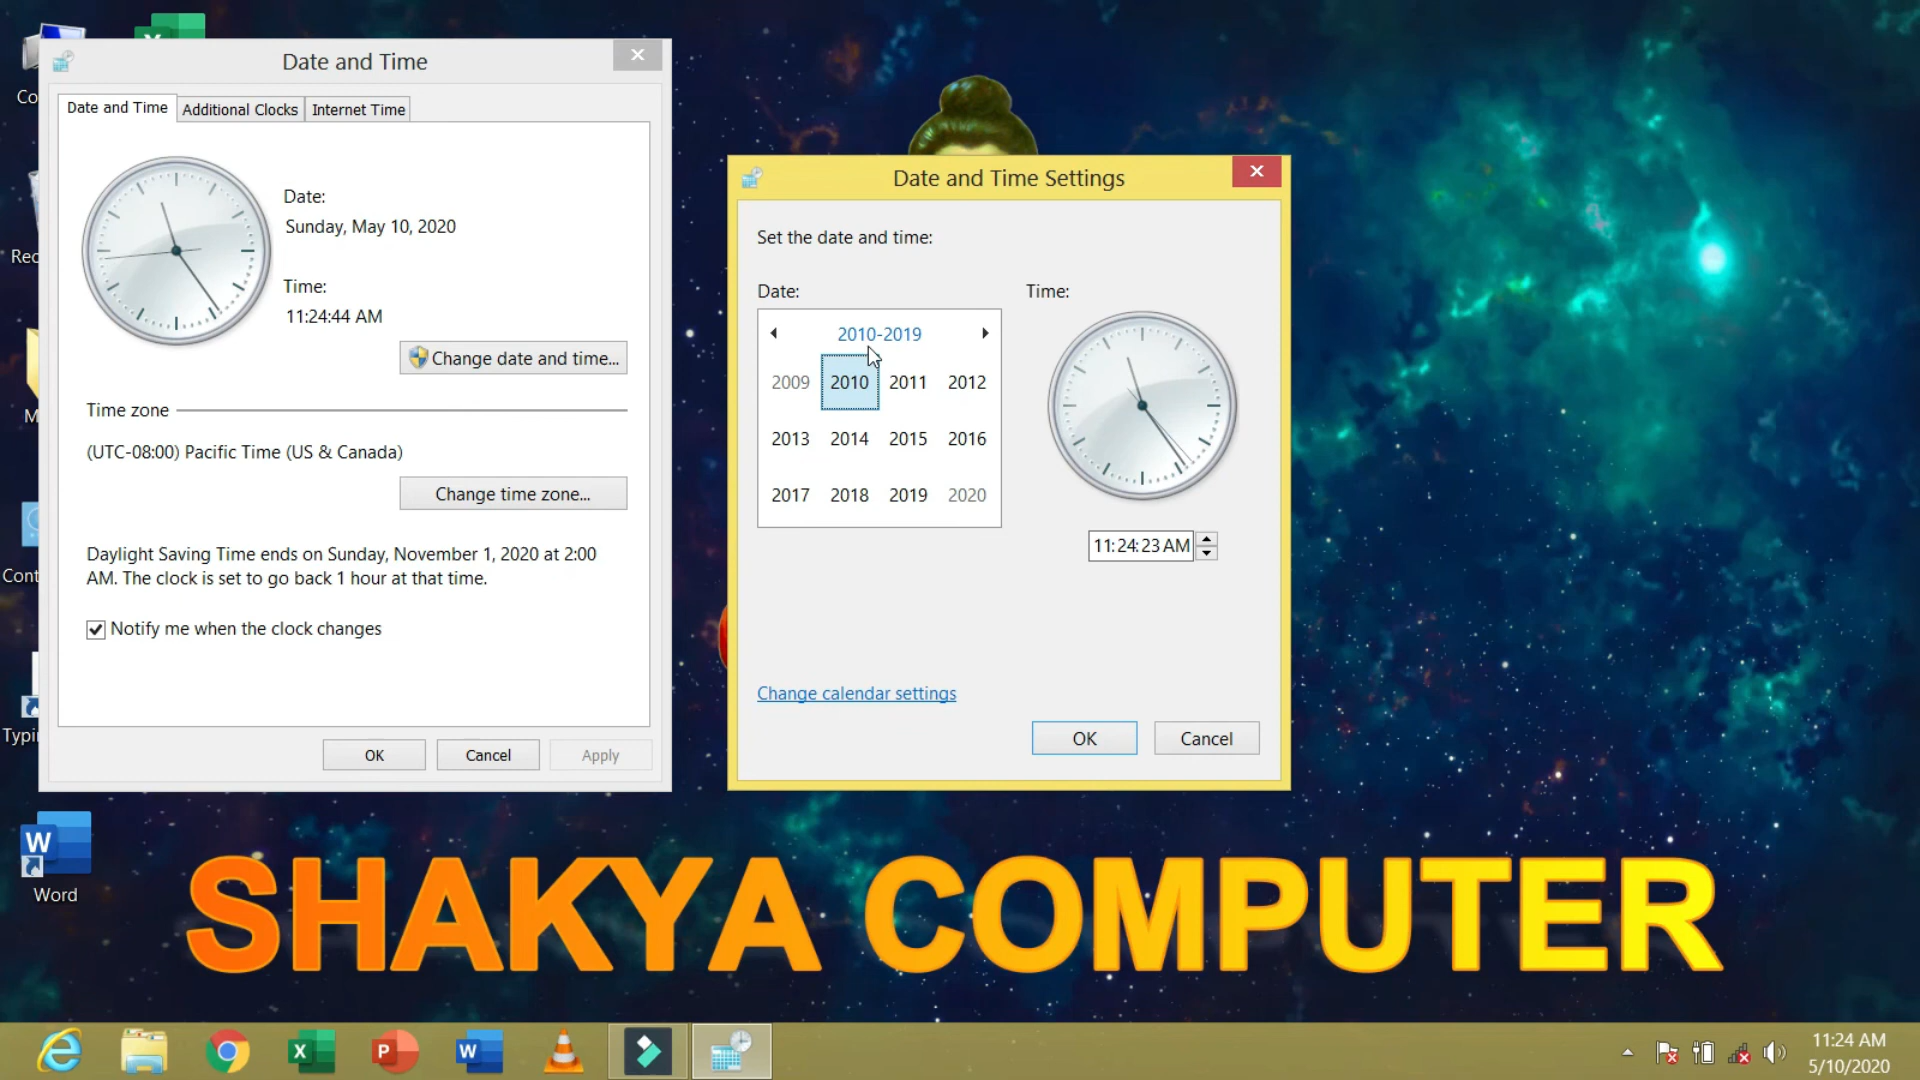 Co
Rec
M
Cont
Typi
Word
Date and Time
Date and Time
Additional Clocks
Internet Time
Date:
Sunday, May 10, 2020
Time:
11:24:44 AM
Change date and time...
Time zone
(UTC-08:00) Pacific Time (US & Canada)
Change time zone...
Daylight Saving Time ends on Sunday, November 1, 2020 at 2:00
AM. The clock is set to go back 1 hour at that time.
Notify me when the clock changes
OK
Cancel
Apply
Date and Time Settings
Set the date and time:
Date:
Time:
2010-2019
2009 2010 2011 2012
2013 2014 2015 2016
2017 2018 2019 2020
11:24:23 AM
Change calendar settings
OK
Cancel
SHAKYA COMPUTER
11:24 AM
5/10/2020